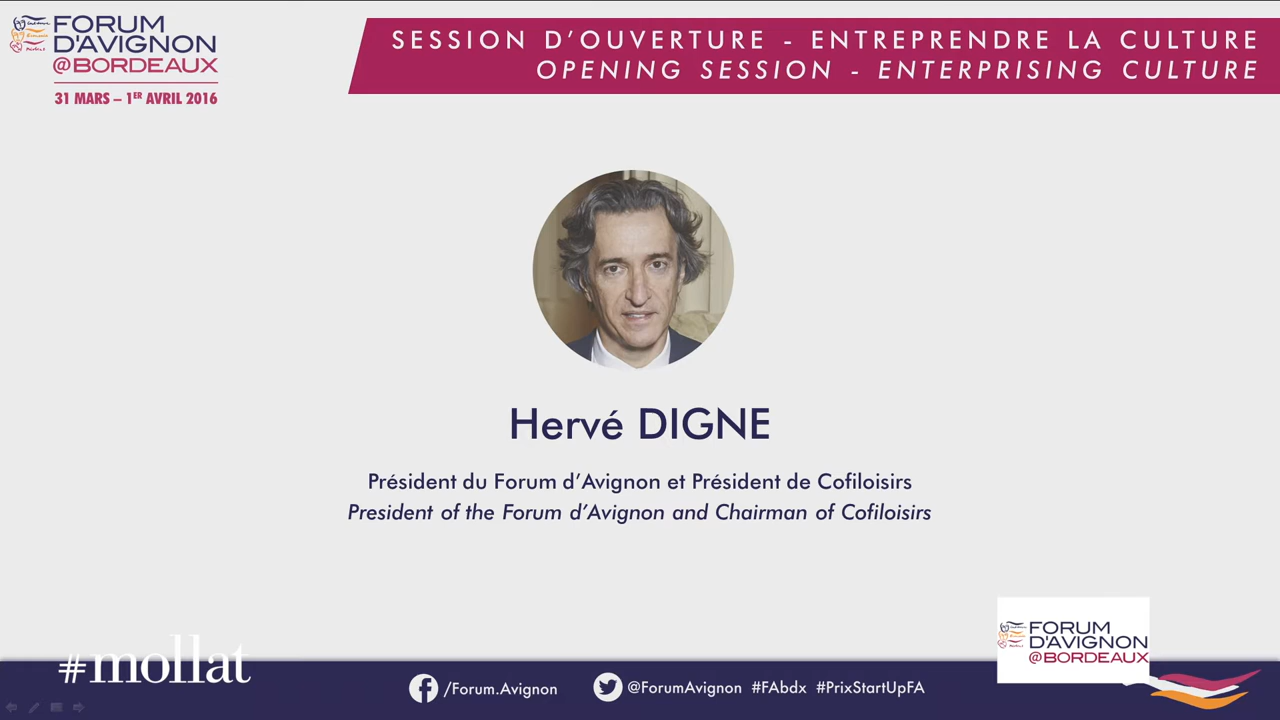 FORUM
D'AVIGNON
@BORDEAUX
31 MARS – 1ER AVRIL 2016
SESSION D'OUVERTURE - ENTREPRENDRE LA CULTURE
OPENING SESSION - ENTERPRISING CULTURE
Hervé DIGNE
Président du Forum d'Avignon et Président de Cofiloisirs
President of the Forum d'Avignon and Chairman of Cofiloisirs
#mollat
/Forum.Avignon
@ForumAvignon #FAbdx #PrixStartUpFA
FORUM
D'AVIGNON
@BORDEAUX